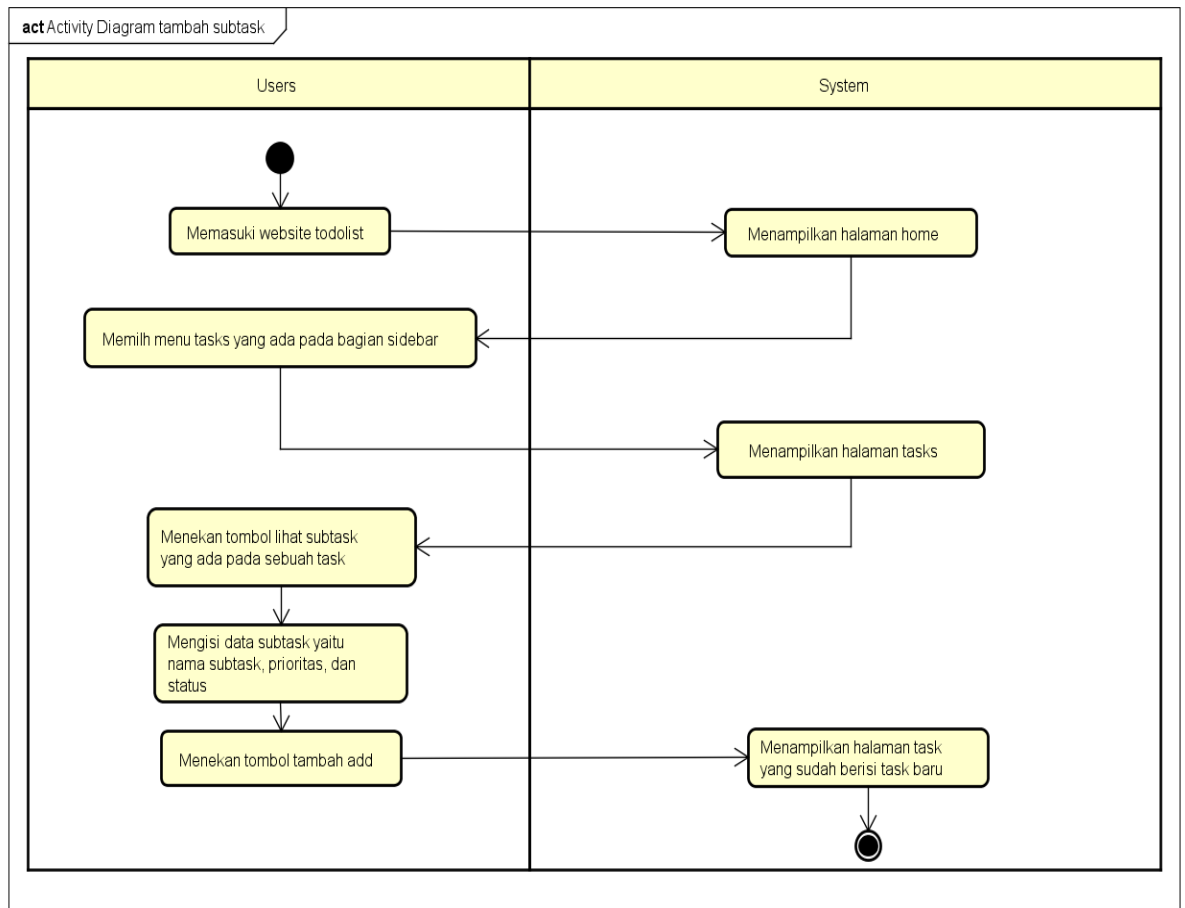 act Activity Diagram tambah subtask
Users
System
Memasuki website todolist
Menampilkan halaman home
Memilh menu tasks yang ada pada bagian sidebar
Menampilkan halaman tasks
Menekan tombol lihat subtask
yang ada pada sebuah task
Mengisi data subtask yaitu
nama subtask, prioritas, dan
status
Menekan tombol tambah add
Menampilkan halaman task
yang sudah berisi task baru